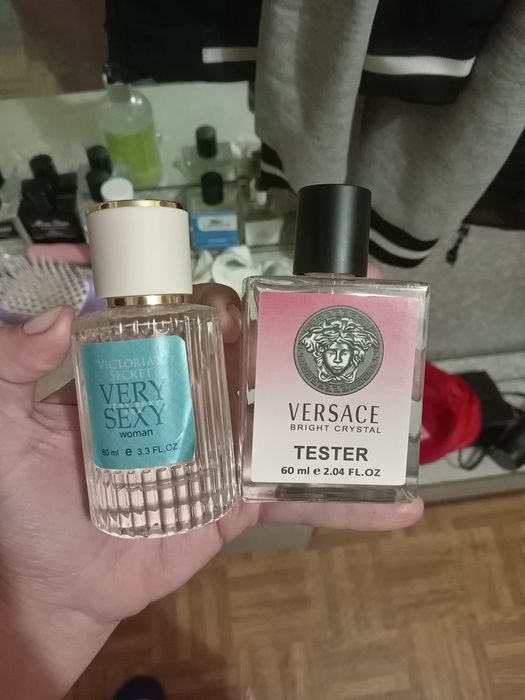 VICTORIA'S
SECRET
VERY
SEXY
woman
60 ml e 3.3 FL.OZ.
VERSACE
BRIGHT CRYSTAL
TESTER
60 ml e 2.04 FL.OZ